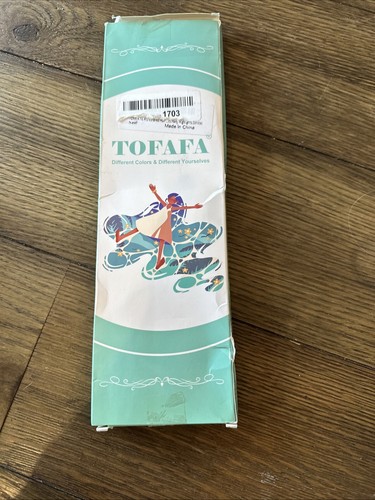 1703
Made in China
TOFAFA
Different Colors & Different Yourselves